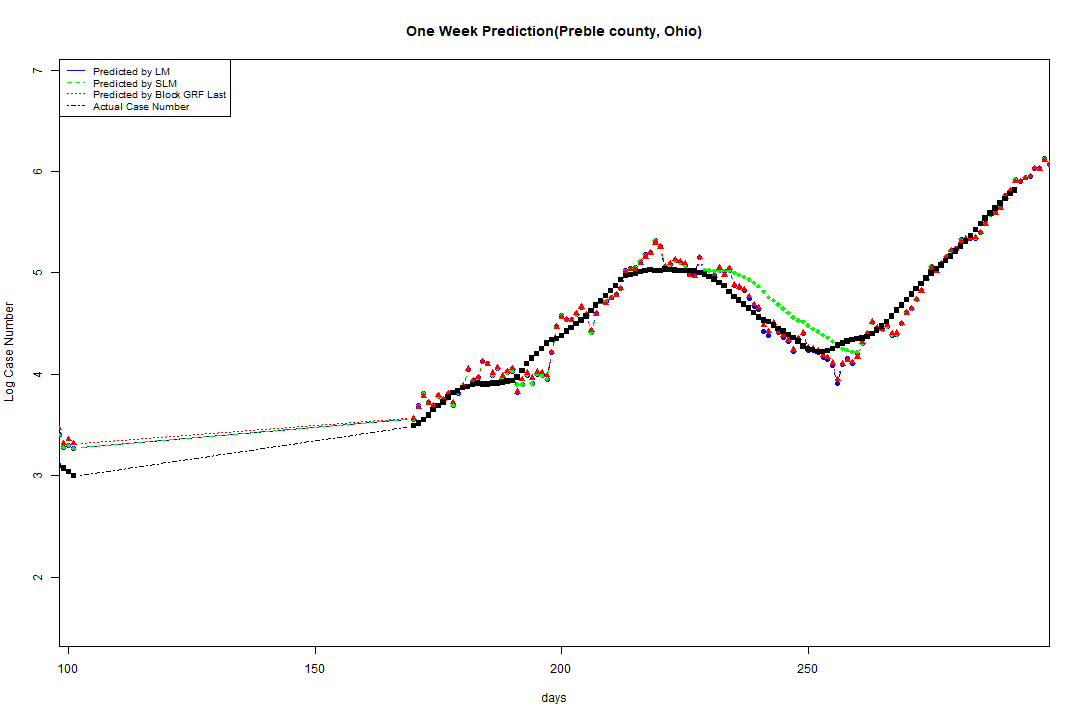 One Week Prediction(Preble county, Ohio)
Predicted by LM
Predicted by SLM
Predicted by Block GRF Last
Actual Case Number
7
6
5
4
3
2
Log Case Number
100
150
200
250
days